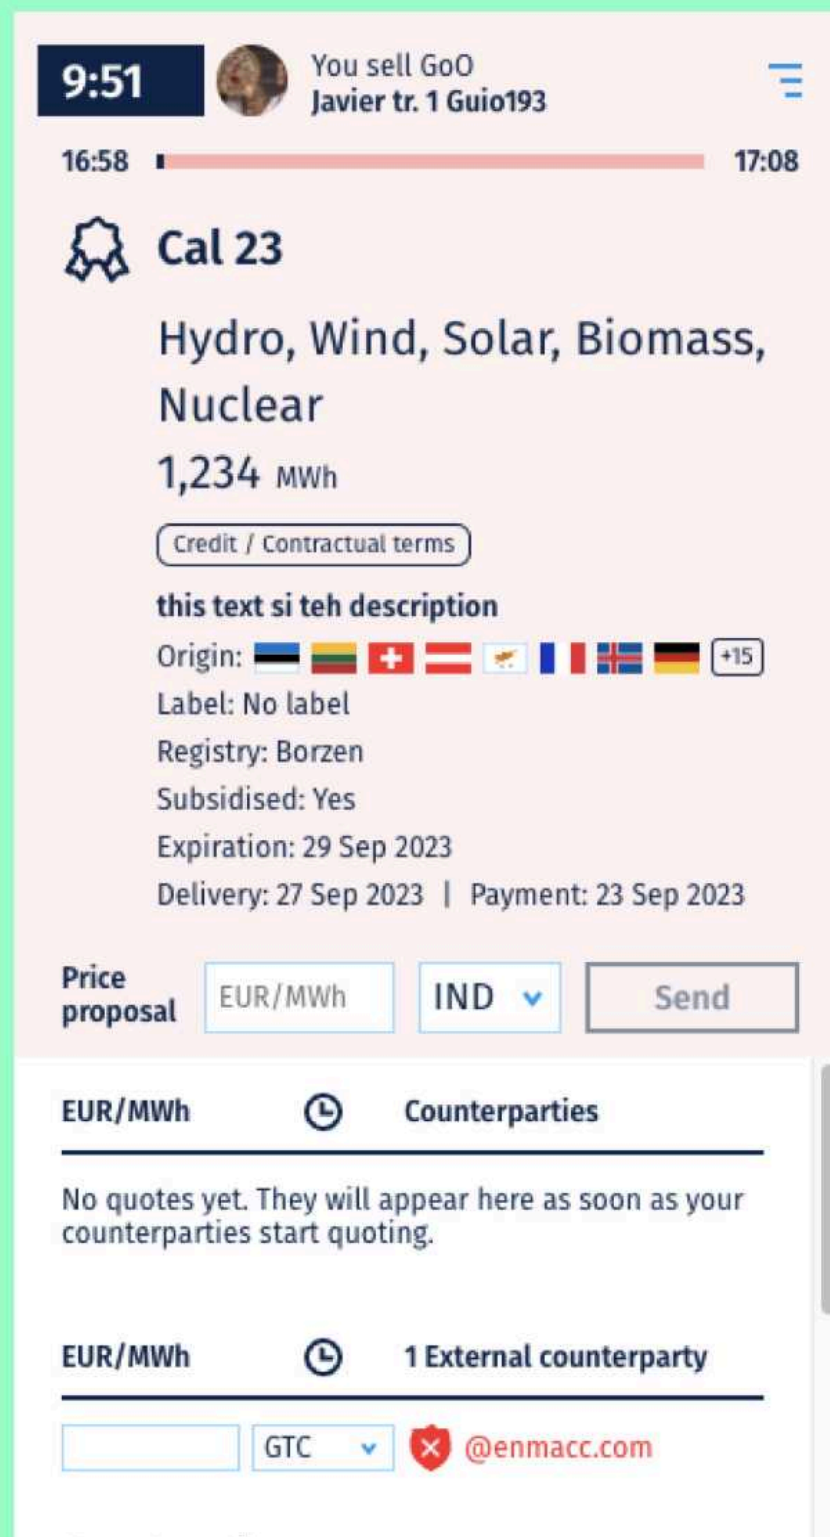 9:51
You sell GoO
Javier tr. 1 Guio193
16:58
17:08
Cal 23
Hydro, Wind, Solar, Biomass,
Nuclear
1,234 MWh
Credit / Contractual terms
this text si teh description
Origin: +15
Label: No label
Registry: Borzen
Subsidised: Yes
Expiration: 29 Sep 2023
Delivery: 27 Sep 2023 | Payment: 23 Sep 2023
Price
proposal
EUR/MWh
IND
Send
EUR/MWh
Counterparties
No quotes yet. They will appear here as soon as your
counterparties start quoting.
EUR/MWh
1 External counterparty
GTC
@enmacc.com